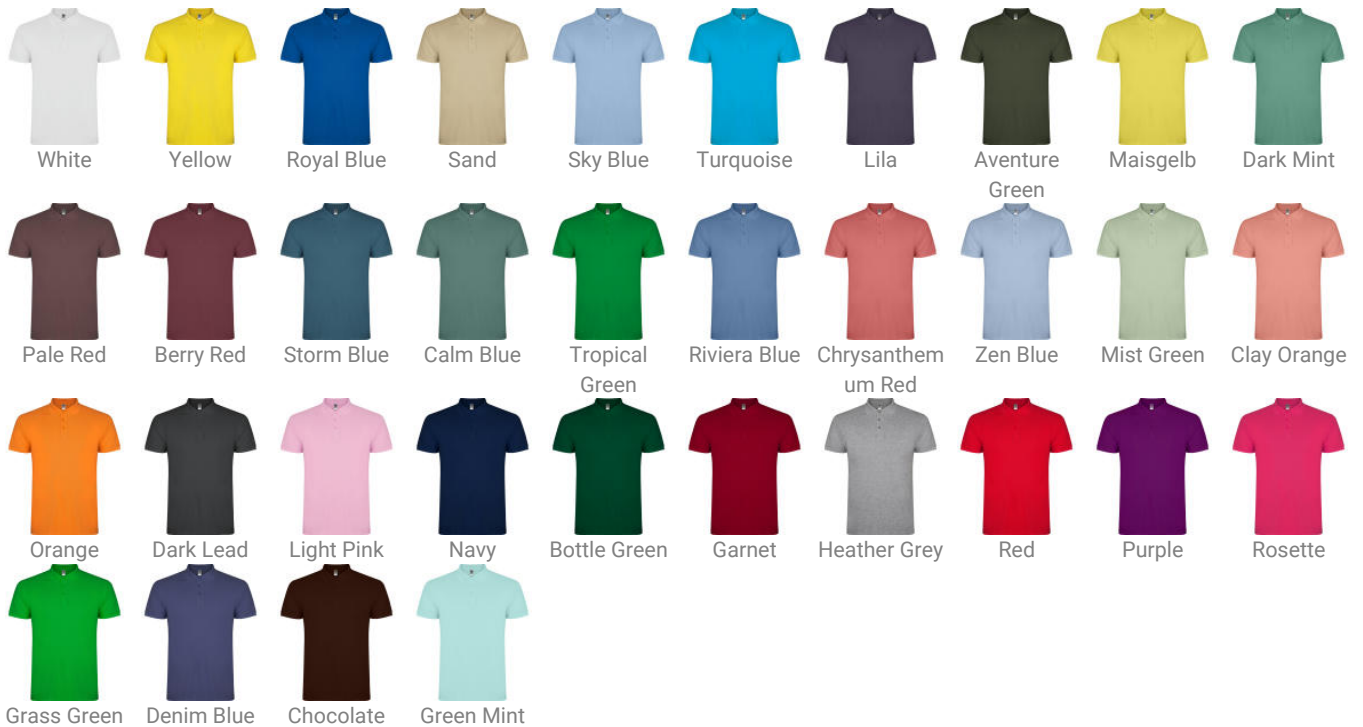 White
Yellow
Royal Blue
Sand
Sky Blue
Turquoise
Lila
Aventure
Green
Maisgelb
Dark Mint
Pale Red
Berry Red
Storm Blue
Calm Blue
Tropical
Green
Riviera Blue
Chrysanthem
um Red
Zen Blue
Mist Green
Clay Orange
Orange
Dark Lead
Light Pink
Navy
Bottle Green
Garnet
Heather Grey
Red
Purple
Rosette
Grass Green
Denim Blue
Chocolate
Green Mint